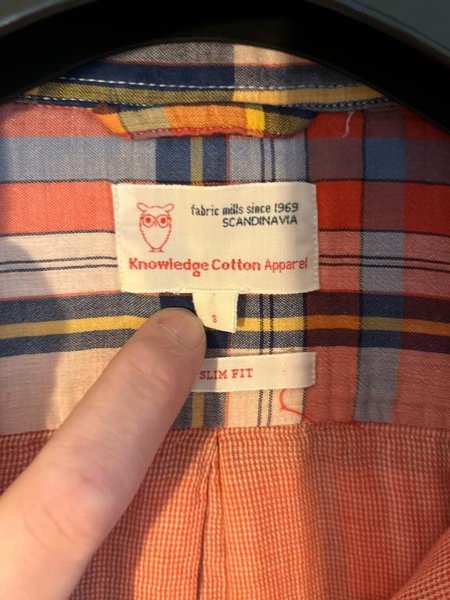 fabric mills since 1969
SCANDINAVIA
Knowledge Cotton Apparel
S
SLIM FIT